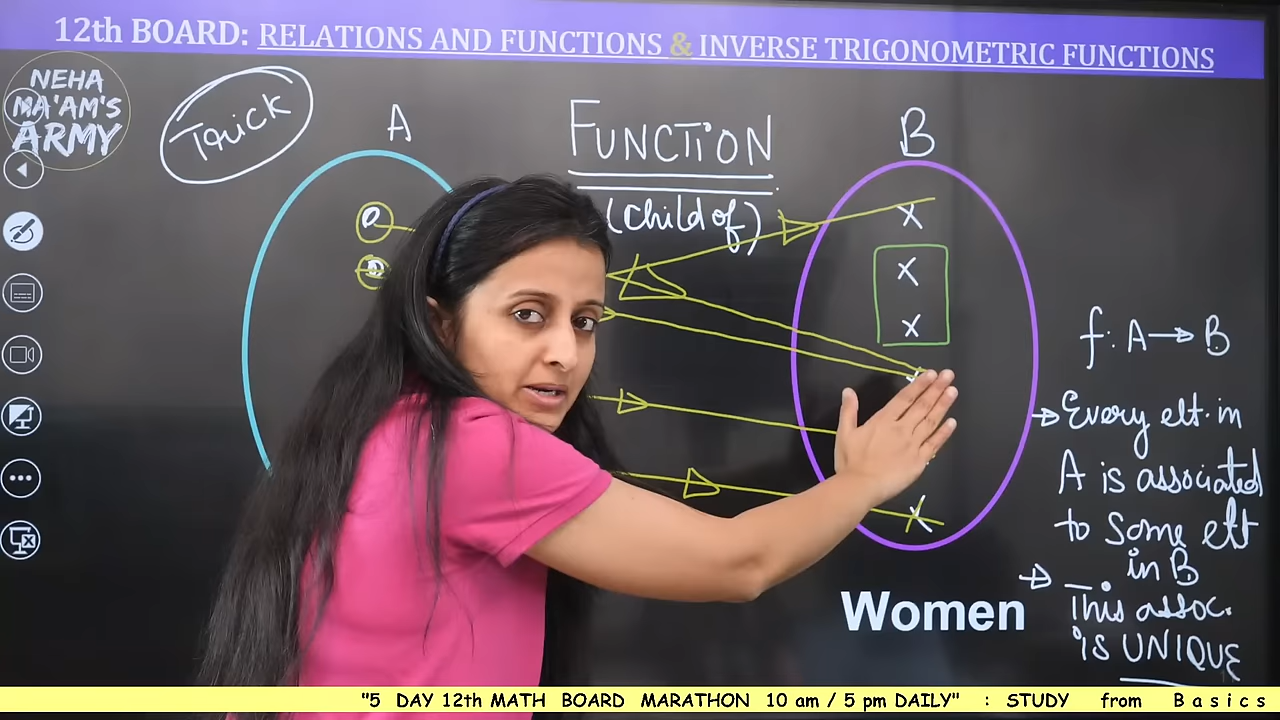 12th BOARD: RELATIONS AND FUNCTIONS & INVERSE TRIGONOMETRIC FUNCTIONS
NEHA
MA'AM'S
ARMY
Trick
A
FUNCTION
(child of)
B
x
x
x
x
f: A→B
→ Every elt. in
A is associated
to some elt
in B
→ This assoc.
is UNIQUE
Women
"5 DAY 12th MATH BOARD MARATHON 10 am / 5 pm DAILY" : STUDY from Basics